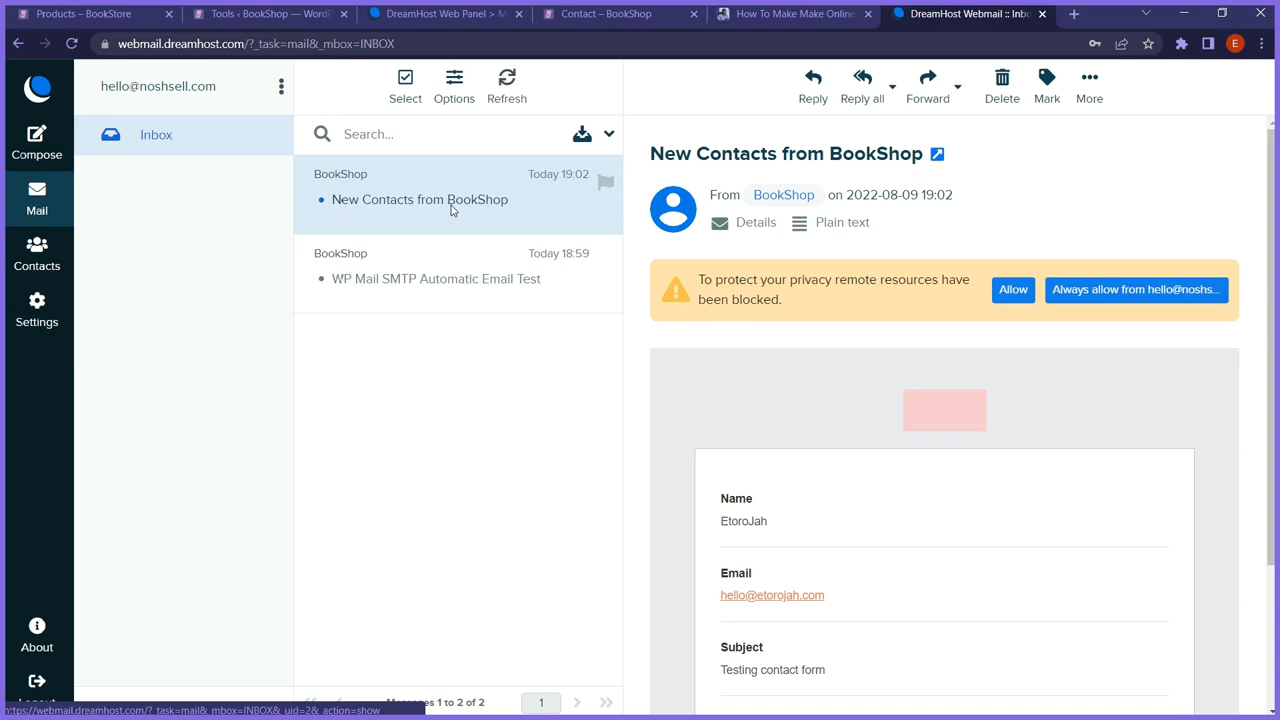 Products – BookStore
Tools ‹ BookShop — WordP
DreamHost Web Panel > M
Contact – BookShop
How To Make Make Online
DreamHost Webmail :: Inbo
webmail.dreamhost.com/?_task=mail&_mbox=INBOX
E
hello@noshsell.com
Select
Options
Refresh
Reply
Reply all
Forward
Delete
Mark
More
Compose
Mail
Contacts
Settings
About
Inbox
Search...
BookShop
Today 19:02
New Contacts from BookShop
BookShop
Today 18:59
WP Mail SMTP Automatic Email Test
Messages 1 to 2 of 2
1
New Contacts from BookShop
From BookShop on 2022-08-09 19:02
Details
Plain text
To protect your privacy remote resources have
been blocked.
Allow
Always allow from hello@noshs...
Name
EtoroJah
Email
hello@etorojah.com
Subject
Testing contact form
https://webmail.dreamhost.com/?_task=mail&_mbox=INBOX&_uid=2&_action=show